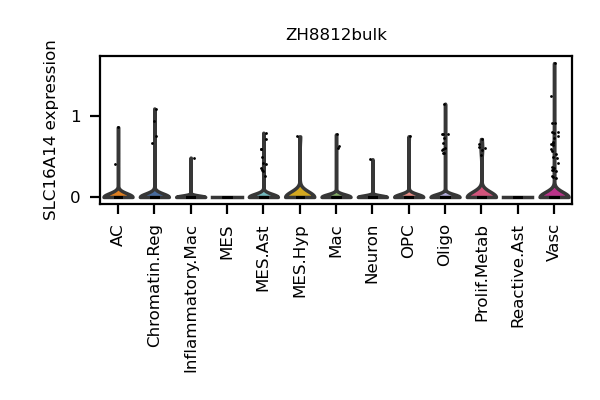 ZH8812bulk
SLC16A14 expression
1
0
AC
Chromatin.Reg
Inflammatory.Mac
MES
MES.Ast
MES.Hyp
Mac
Neuron
OPC
Oligo
Prolif.Metab
Reactive.Ast
Vasc